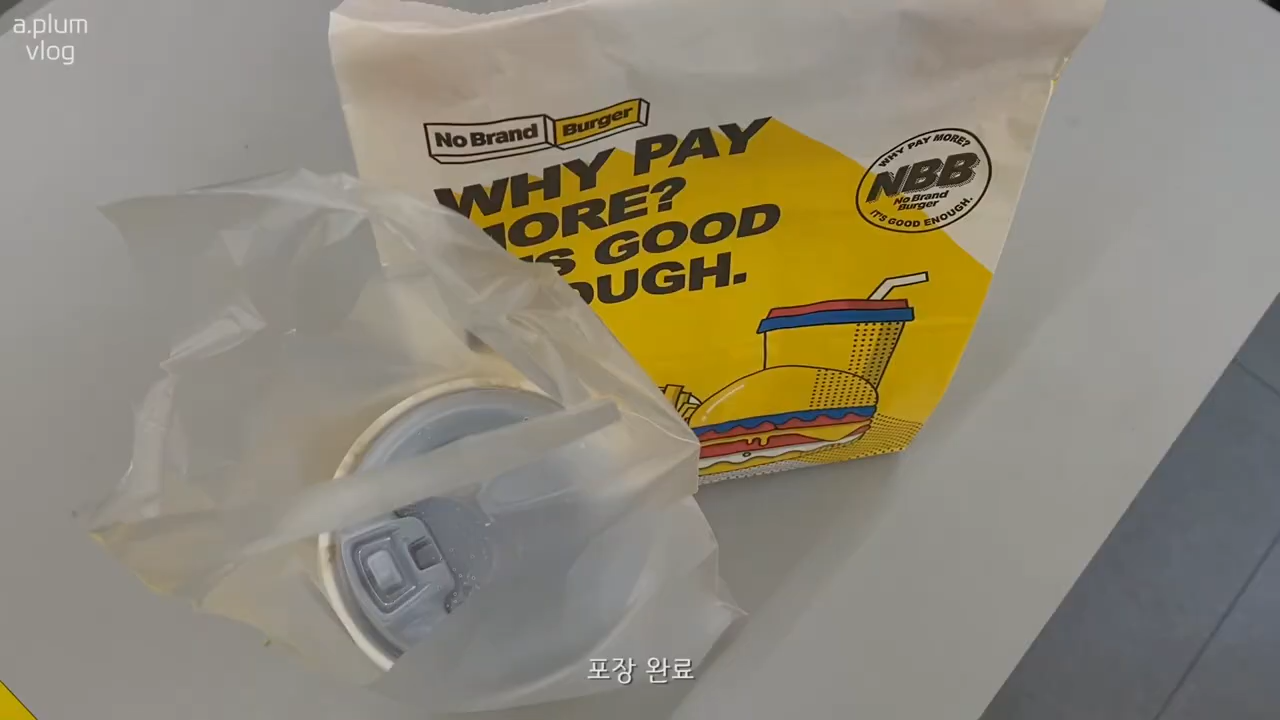 a.plum
vlog
No Brand Burger
WHY PAY
MORE?
GOOD
WHY PAY MORE?
NBB
No Brand
Burger
IT'S GOOD ENOUGH.
포장 완료